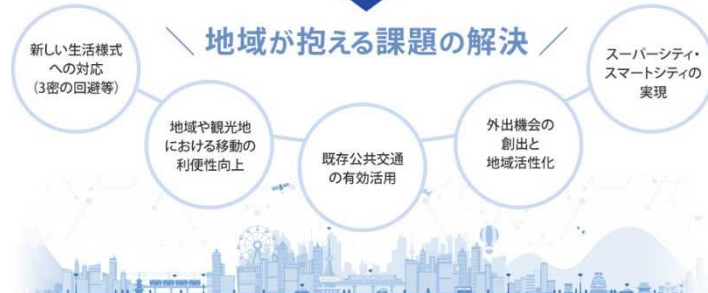 地域が抱える課題の解決
新しい生活様式
への対応
(3密の回避等)
地域や観光地
における移動の
利便性向上
既存公共交通
の有効活用
外出機会の
創出と
地域活性化
スーパーシティ・
スマートシティの
実現